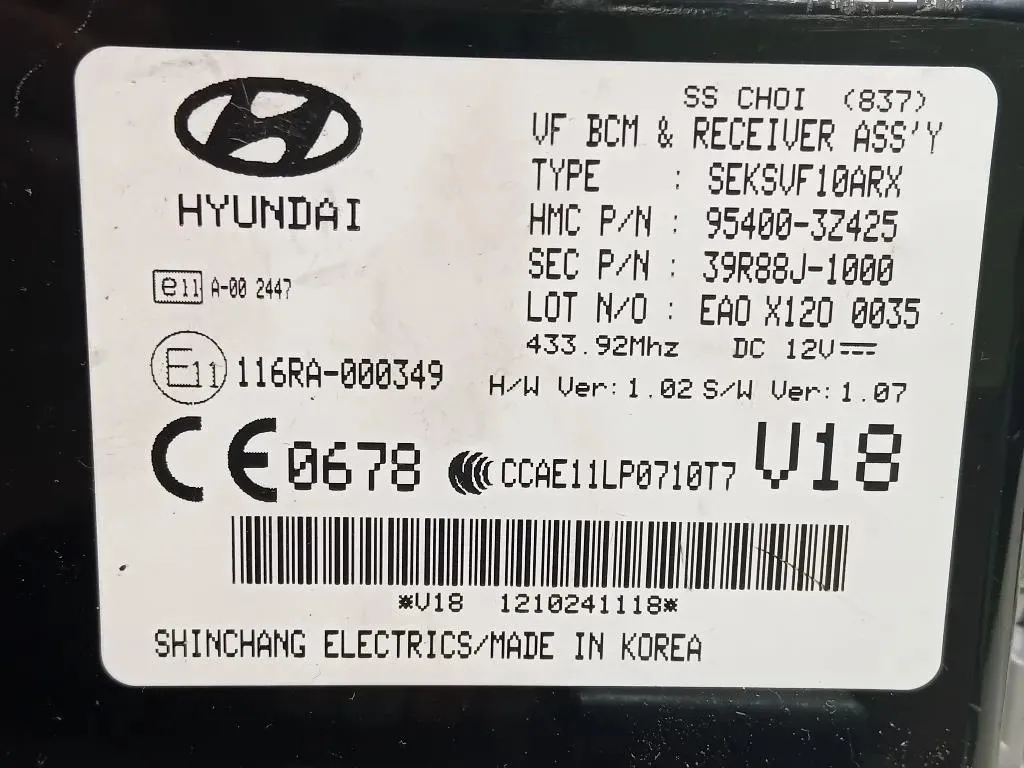 SS CHOI (837)
VF BCM & RECEIVER ASS'Y
HYUNDAI
TYPE : SEKSVF10ARX
HMC P/N : 95400-3Z425
SEC P/N : 39R88J-1000
LOT N/O : EAO X120 0035
433.92Mhz DC 12V
H/W Ver: 1.02 S/W Ver: 1.07
e11 A-00 2447
E11 116RA-000349
CE 0678 CCAE11LP0710T7 V18
*V18 1210241118*
SHINCHANG ELECTRICS/MADE IN KOREA